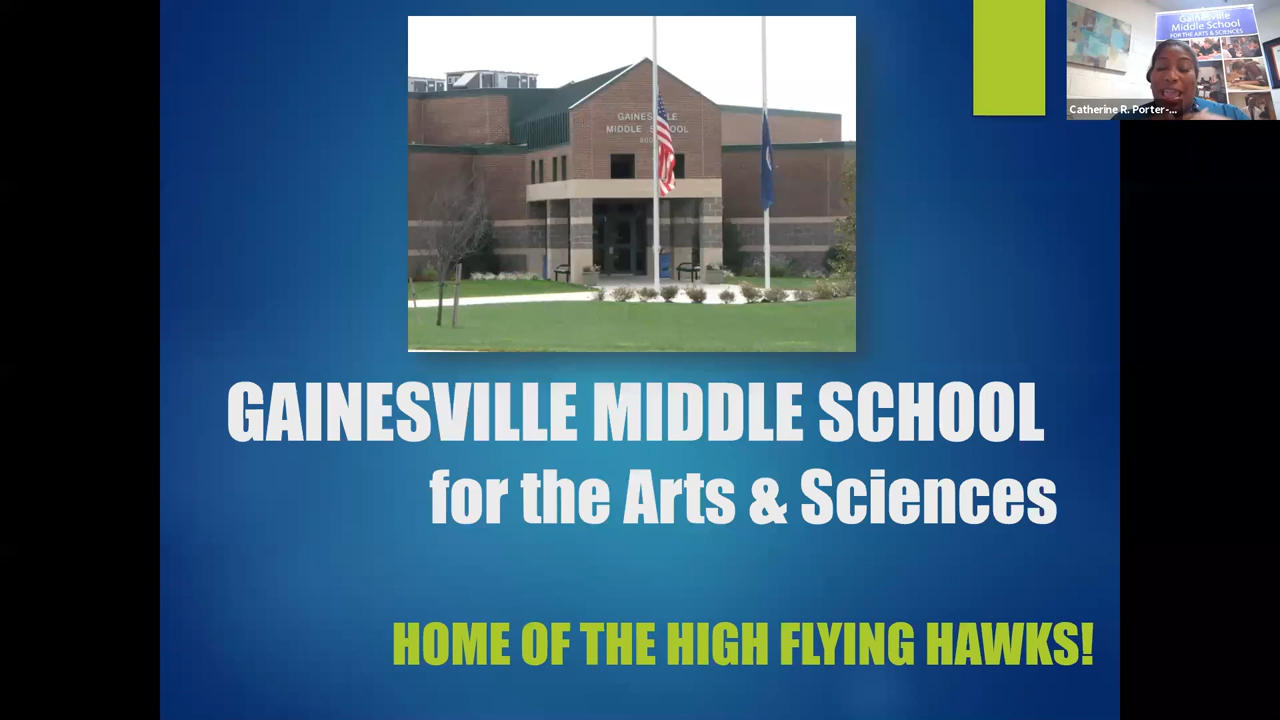 GAINESVILLE
MIDDLE SCHOOL
GAINESVILLE MIDDLE SCHOOL
for the Arts & Sciences
HOME OF THE HIGH FLYING HAWKS!
Gainesville
Middle School
FOR THE ARTS & SCIENCES
Catherine R. Porter-...